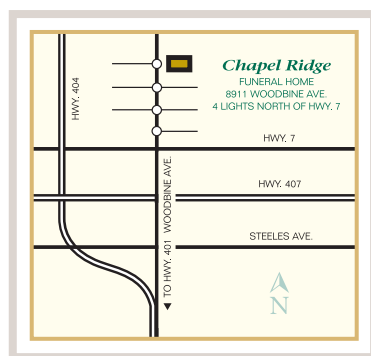 Chapel Ridge
FUNERAL HOME
8911 WOODBINE AVE.
4 LIGHTS NORTH OF HWY. 7
HWY. 404
HWY. 7
HWY. 407
STEELES AVE.
TO HWY. 401 WOODBINE AVE.
N